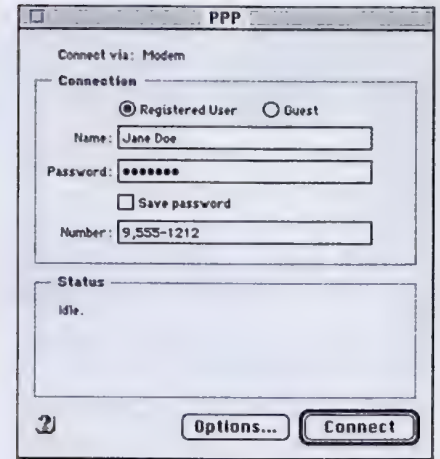 PPP
Connect via: Modem
Connection
Registered User Guest
Name: Jane Doe
Password: •••••••
Save password
Number: 9,555-1212
Status
Idle.
?
Options... Connect